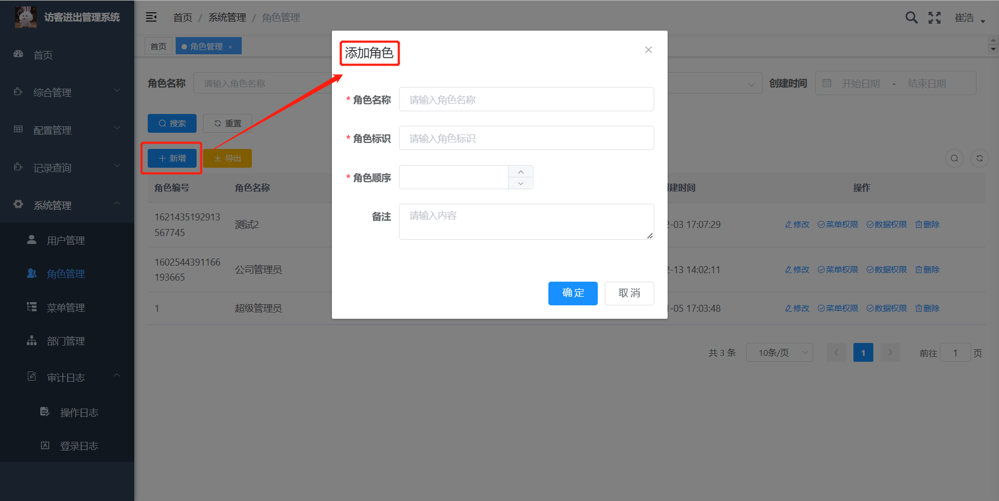 访客进出管理系统
首页 / 系统管理 / 角色管理
崔浩
首页
角色管理 ×
首页
综合管理
配置管理
记录查询
系统管理
用户管理
角色管理
菜单管理
部门管理
审计日志
操作日志
登录日志
角色名称 请输入角色名称
创建时间 开始日期 - 结束日期
搜索 重置
新增 导出
角色编号 角色名称 建时间 操作
1621435192913
567745
测试2
-03 17:07:29
修改 菜单权限 数据权限 删除
1602544391166
193665
公司管理员
-13 14:02:11
修改 菜单权限 数据权限 删除
1 超级管理员
-05 17:03:48
修改 菜单权限 数据权限 删除
共 3 条 10条/页 1 前往 1 页
添加角色
* 角色名称 请输入角色名称
* 角色标识 请输入角色标识
* 角色顺序
备注 请输入内容
确 定 取 消